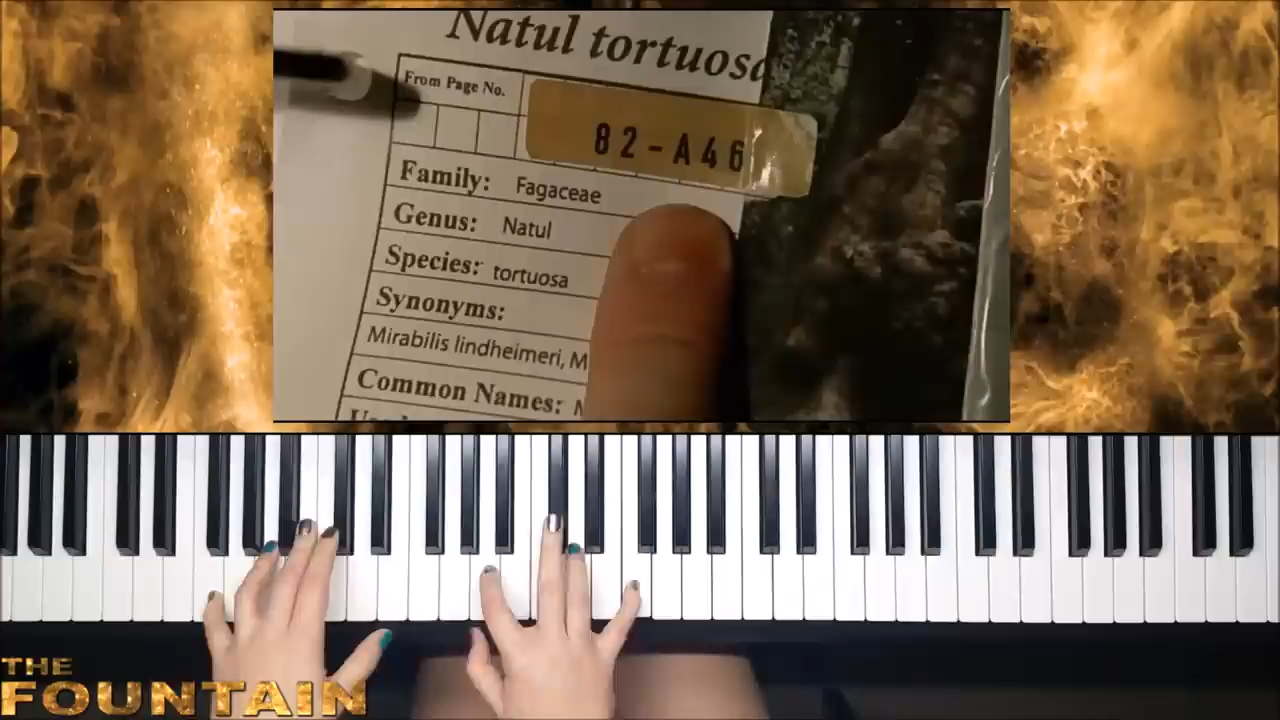 Natul tortuosa
From Page No.
82-A46
Family: Fagaceae
Genus: Natul
Species: tortuosa
Synonyms:
Mirabilis lindheimeri, M
Common Names:
THE
FOUNTAIN